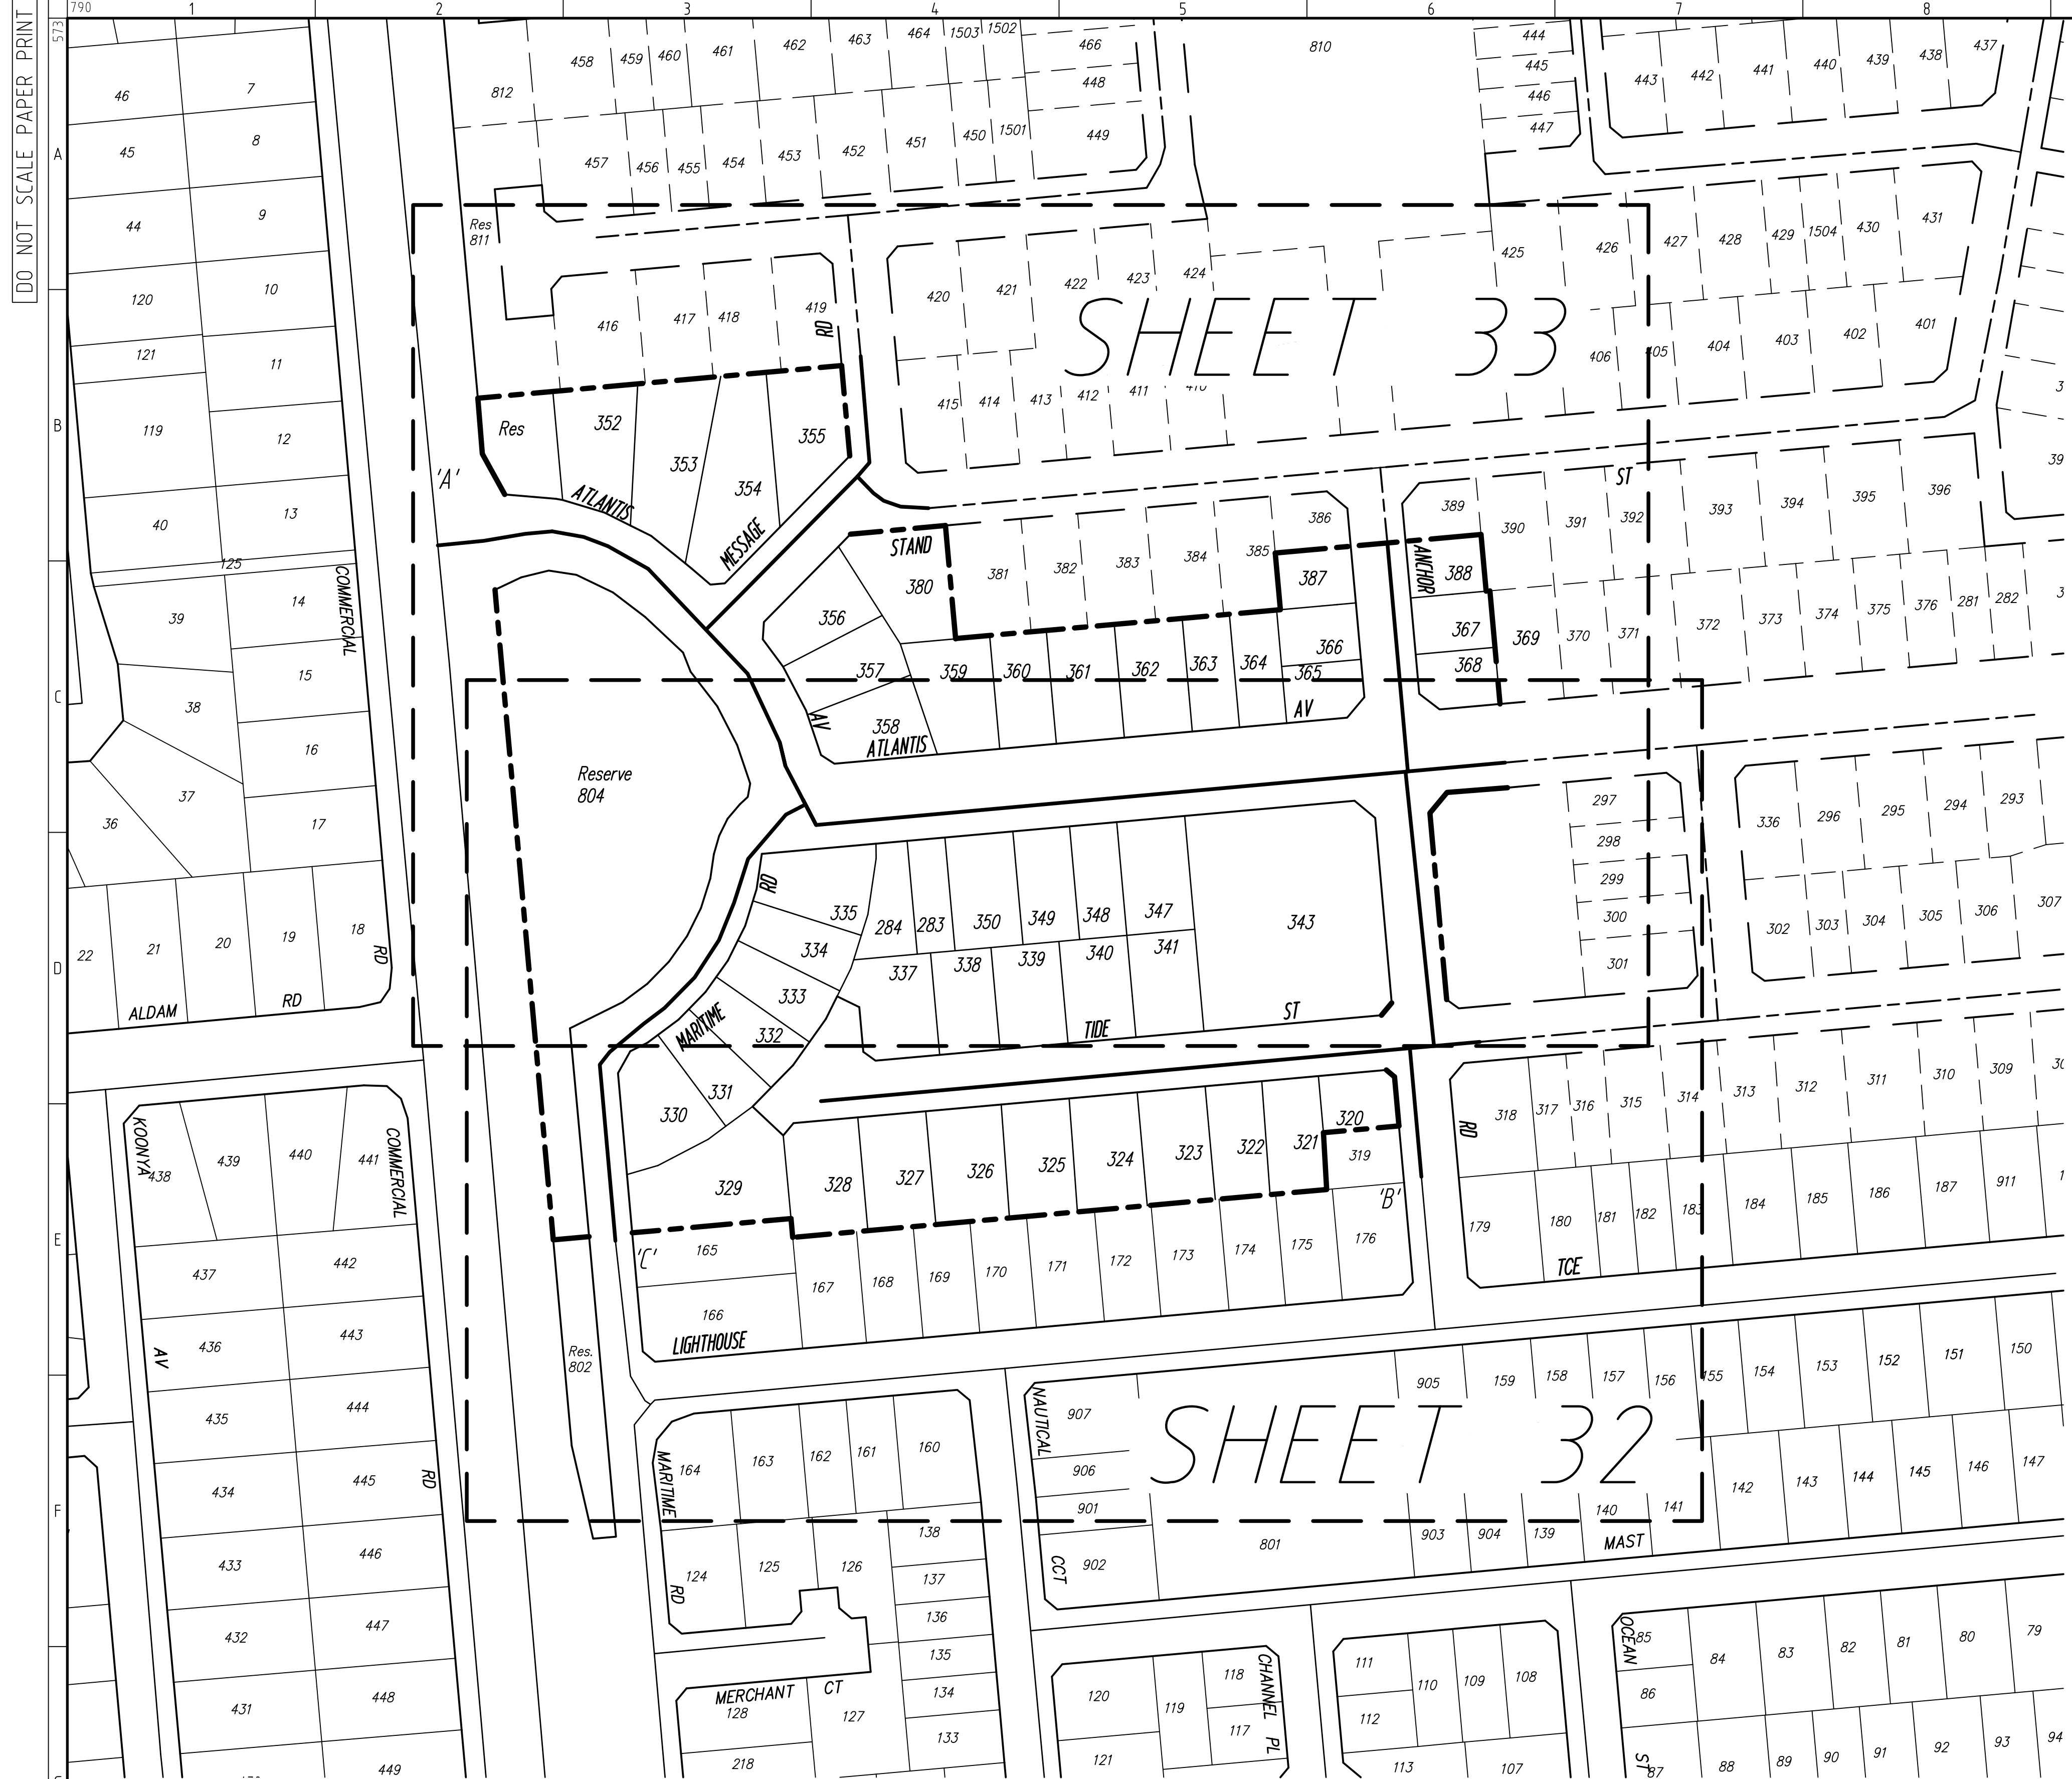 790 1 2 3 4 5 6 7 8
573
DO NOT SCALE PAPER PRINT
A
B
C
D
E
F
46 7
45 8
44 9
120 10
121 11
119 12
40 13
125
39 14
38 15
16
37
36 17
22 21 20 19 18
COMMERCIAL
RD
ALDAM RD
KOONYA
AV
438 439 440 441
COMMERCIAL
RD
437 442
436 443
435 444
434 445
433 446
432 447
431 448
449
812 458 459 460 461 462 463 464 1503 1502 466
448
457 456 455 454 453 452 451 450 1501 449
810
444
445
446
447
443 442 441 440 439 438 437
Res
811
416 417 418 419
RD
420 421 422 423 424 425 426 427 428 429 1504 430 431
SHEET 33
415 414 413 412 411 406 405 404 403 402 401
'A'
Res 352 353 354 355
ATLANTIS
MESSAGE
STAND
ST
380 381 382 383 384 385 386
387
ANCHOR
388 389 390 391 392 393 394 395 396
356 357 358 359 360 361 362 363 364 365 366
367 368 369 370 371 372 373 374 375 376 281 282
AV
ATLANTIS
AV
Reserve
804
297
298
299
300
301
336 296 295 294 293
302 303 304 305 306 307
RD
335 284 283 350 349 348 347 343
334 337 338 339 340 341
333
332
331
330
MARITIME
TIDE ST
329 328 327 326 325 324 323 322 321 320
319
'B'
'C'
RD
318 317 316 315 314 313 312 311 310 309
179 180 181 182 183 184 185 186 187 911
TCE
165
166 167 168 169 170 171 172 173 174 175 176
LIGHTHOUSE
Res.
802
905 159 158 157 156 155 154 153 152 151 150
NAUTICAL
CCT
907
906
901
902
SHEET 32
801 903 904 139 140 141 142 143 144 145 146 147
MAST
MARITIME
RD
164 163 162 161 160
124 125 126 138
137
136
135
134
133
MERCHANT CT
128 127
218
120 119 118
117
121
CHANNEL PL
111 110 109 108
112
113 107
OCEAN
ST
85 84 83 82 81 80 79
86
87 88 89 90 91 92 93 94